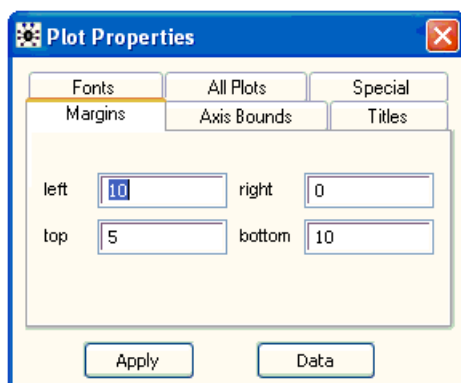 Plot Properties
Fonts All Plots Special
Margins Axis Bounds Titles
left 10 right 0
top 5 bottom 10
Apply Data